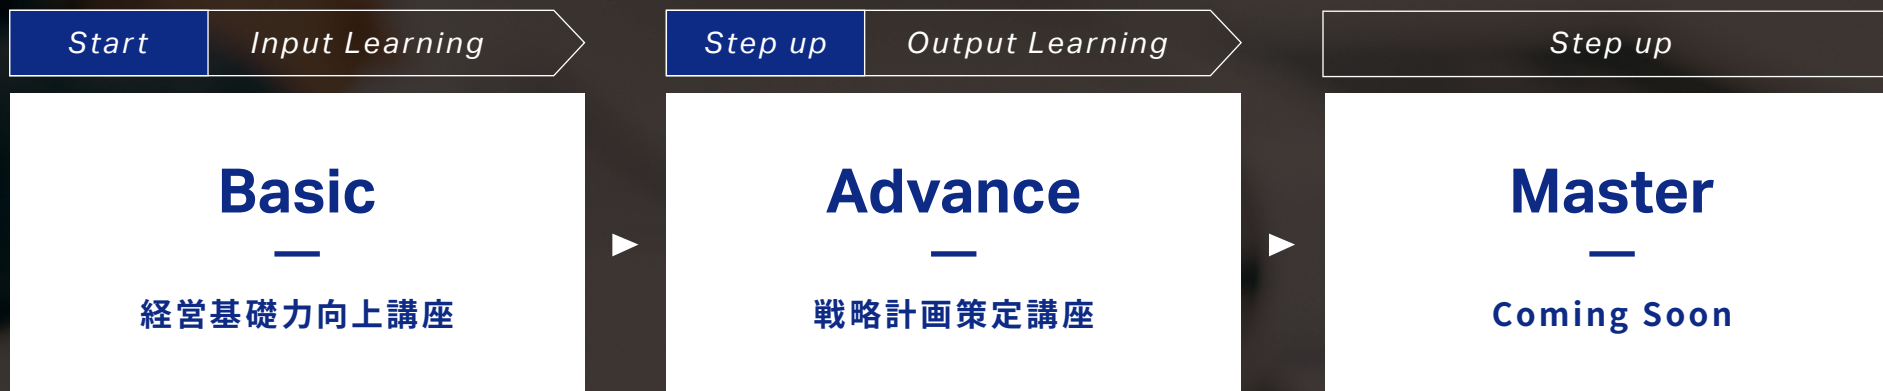 Start
Input Learning
Step up
Output Learning
Step up
Basic
経営基礎力向上講座
Advance
戦略計画策定講座
Master
Coming Soon